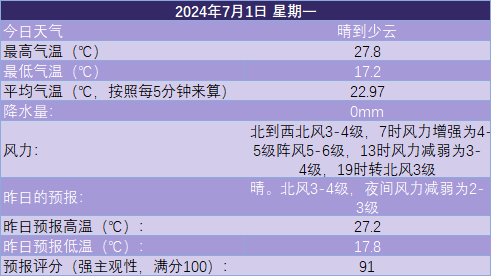 2024年7月1日 星期一
今日天气 晴到少云
最高气温（℃） 27.8
最低气温（℃） 17.2
平均气温（℃，按照每5分钟来算） 22.97
降水量： 0mm
风力： 北到西北风3-4级，7时风力增强为4-
5级阵风5-6级，13时风力减弱为3-
4级，19时转北风3级
昨日的预报： 晴。北风3-4级，夜间风力减弱为2-
3级
昨日预报高温（℃）： 27.2
昨日预报低温（℃）： 17.8
预报评分（强主观性，满分100）： 91